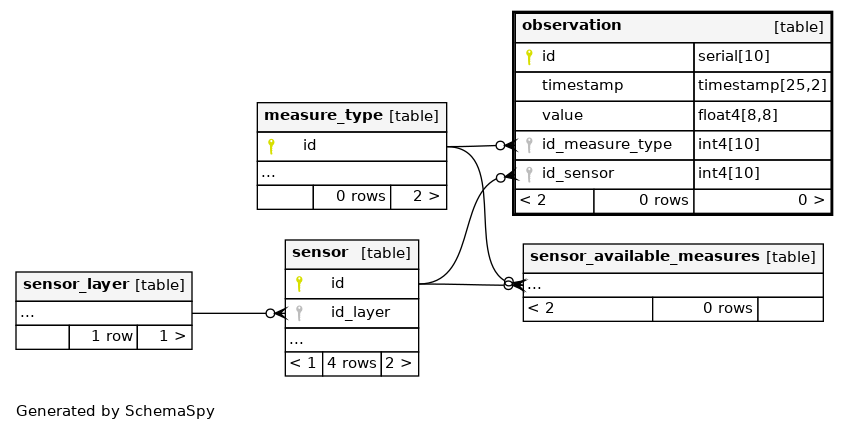 observation [table]
id serial[10]
timestamp timestamp[25,2]
value float4[8,8]
id_measure_type int4[10]
id_sensor int4[10]
< 2 0 rows 0 >
measure_type [table]
id
...
0 rows 2 >
sensor [table]
id
id_layer
...
< 1 4 rows 2 >
sensor_available_measures [table]
...
< 2 0 rows
sensor_layer [table]
...
1 row 1 >
Generated by SchemaSpy